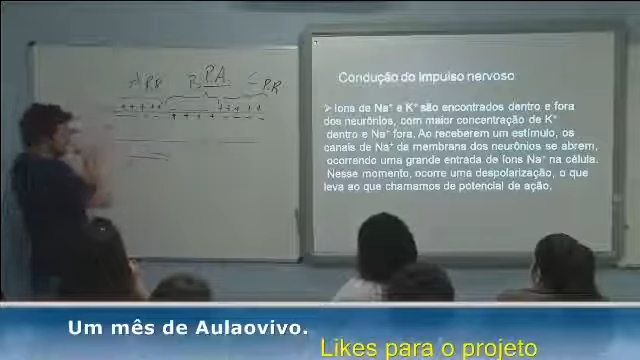 P.A.
P.R
Condução do impulso nervoso
➢ Íons de Na⁺ e K⁺ são encontrados dentro e fora
dos neurônios, com maior concentração de K⁺
dentro e Na⁺ fora. Ao receberem um estímulo, os
canais de Na⁺ da membrana dos neurônios se abrem,
ocorrendo uma grande entrada de íons Na⁺ na célula.
Nesse momento, ocorre uma despolarização, o que
leva ao que chamamos de potencial de ação.
Um mês de Aulaovivo.
Likes para o projeto